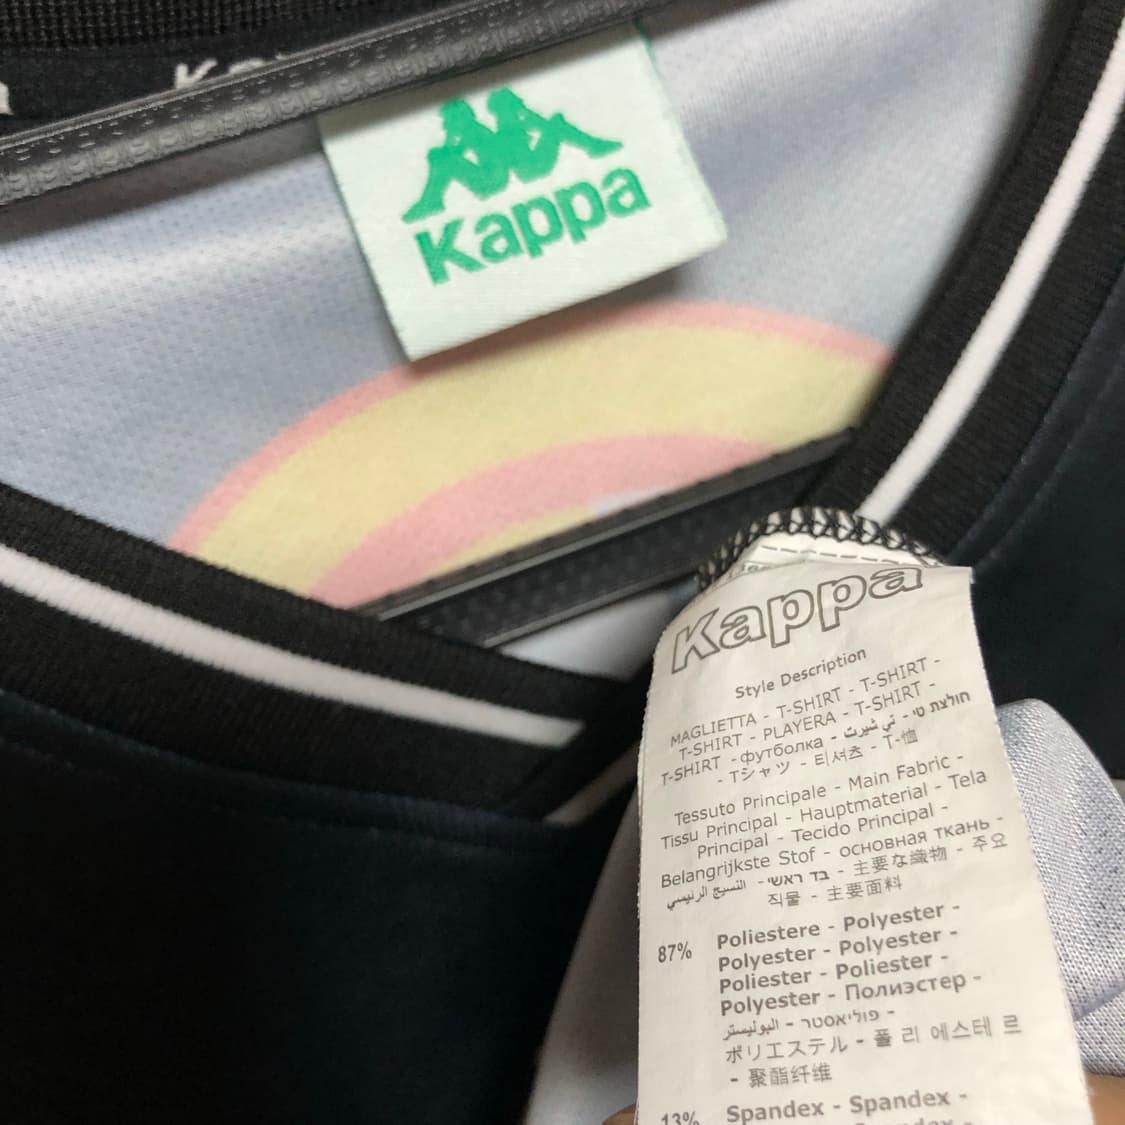 Kappa
Kappa
Style Description
MAGLIETTA - T-SHIRT - T-SHIRT -
T-SHIRT - PLAYERA - T-SHIRT -
T-SHIRT -футболка - تي شيرت - חולצת טי
- Tシャツ - 티셔츠 - T-恤
Tessuto Principale - Main Fabric -
Tissu Principal - Hauptmaterial - Tela
Principal - Tecido Principal -
Belangrijkste Stof - основная ткань -
النسيج الرئيسي - בד ראשי - 主要な織物 - 주요
직물 - 主要面料
87% Poliestere - Polyester -
Polyester - Polyester -
Poliester - Poliester -
Polyester - Полиэстер -
البوليستر - פוליאסטר -
ポリエステル - 폴 리 에스테 르
- 聚酯纤维
13% Spandex - Spandex -